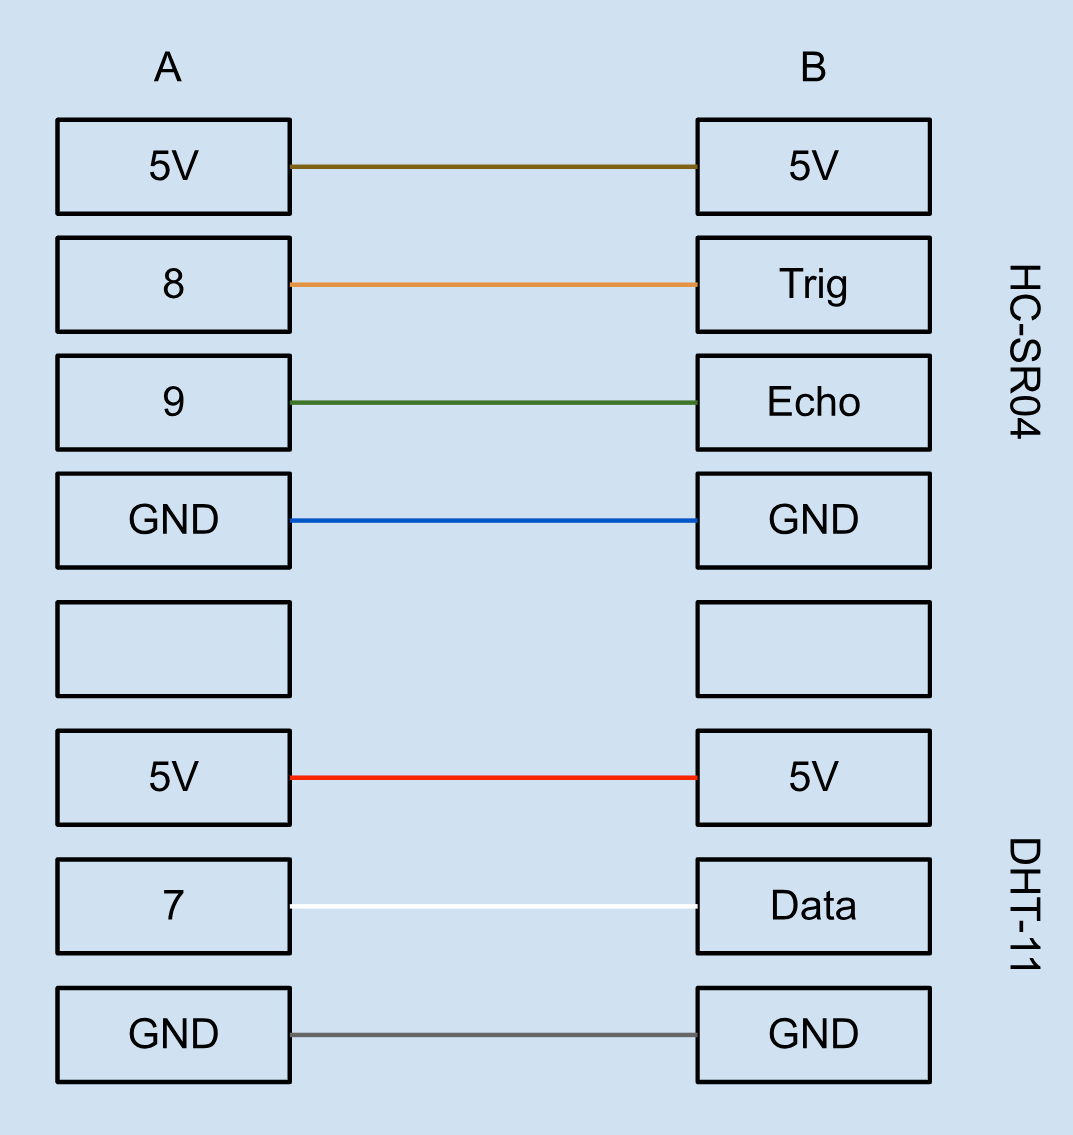 A B
5V 5V
8 Trig
9 Echo
GND GND
HC-SR04
5V 5V
7 Data
GND GND
DHT-11